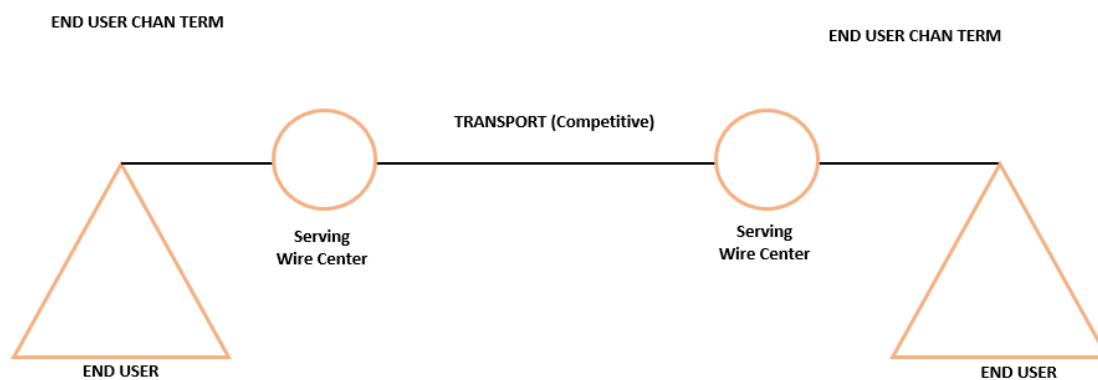 END USER CHAN TERM
END USER CHAN TERM
TRANSPORT (Competitive)
Serving
Wire Center
Serving
Wire Center
END USER
END USER